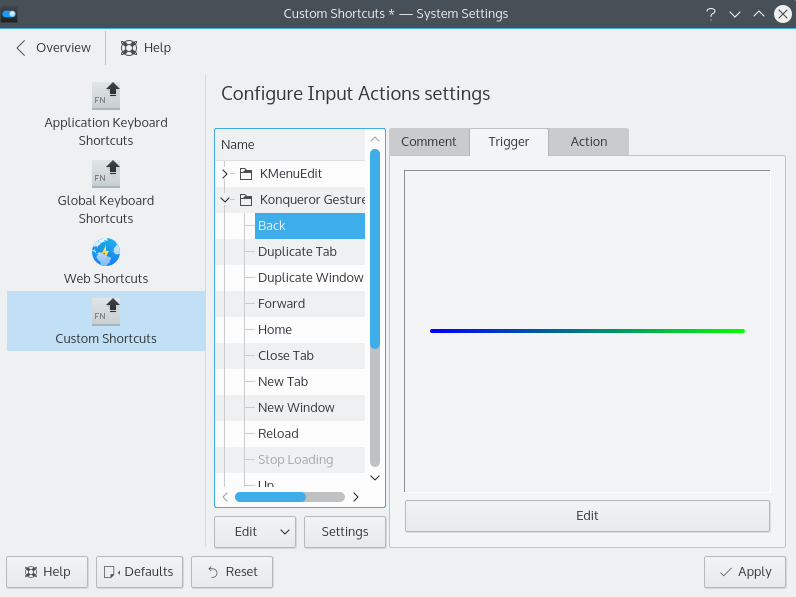 Custom Shortcuts * — System Settings
Overview
Help
FN
Application Keyboard
Shortcuts
FN
Global Keyboard
Shortcuts
Web Shortcuts
FN
Custom Shortcuts
Configure Input Actions settings
Name
KMenuEdit
Konqueror Gesture
Back
Duplicate Tab
Duplicate Window
Forward
Home
Close Tab
New Tab
New Window
Reload
Stop Loading
Up
Edit
Settings
Comment
Trigger
Action
Edit
Help
Defaults
Reset
Apply